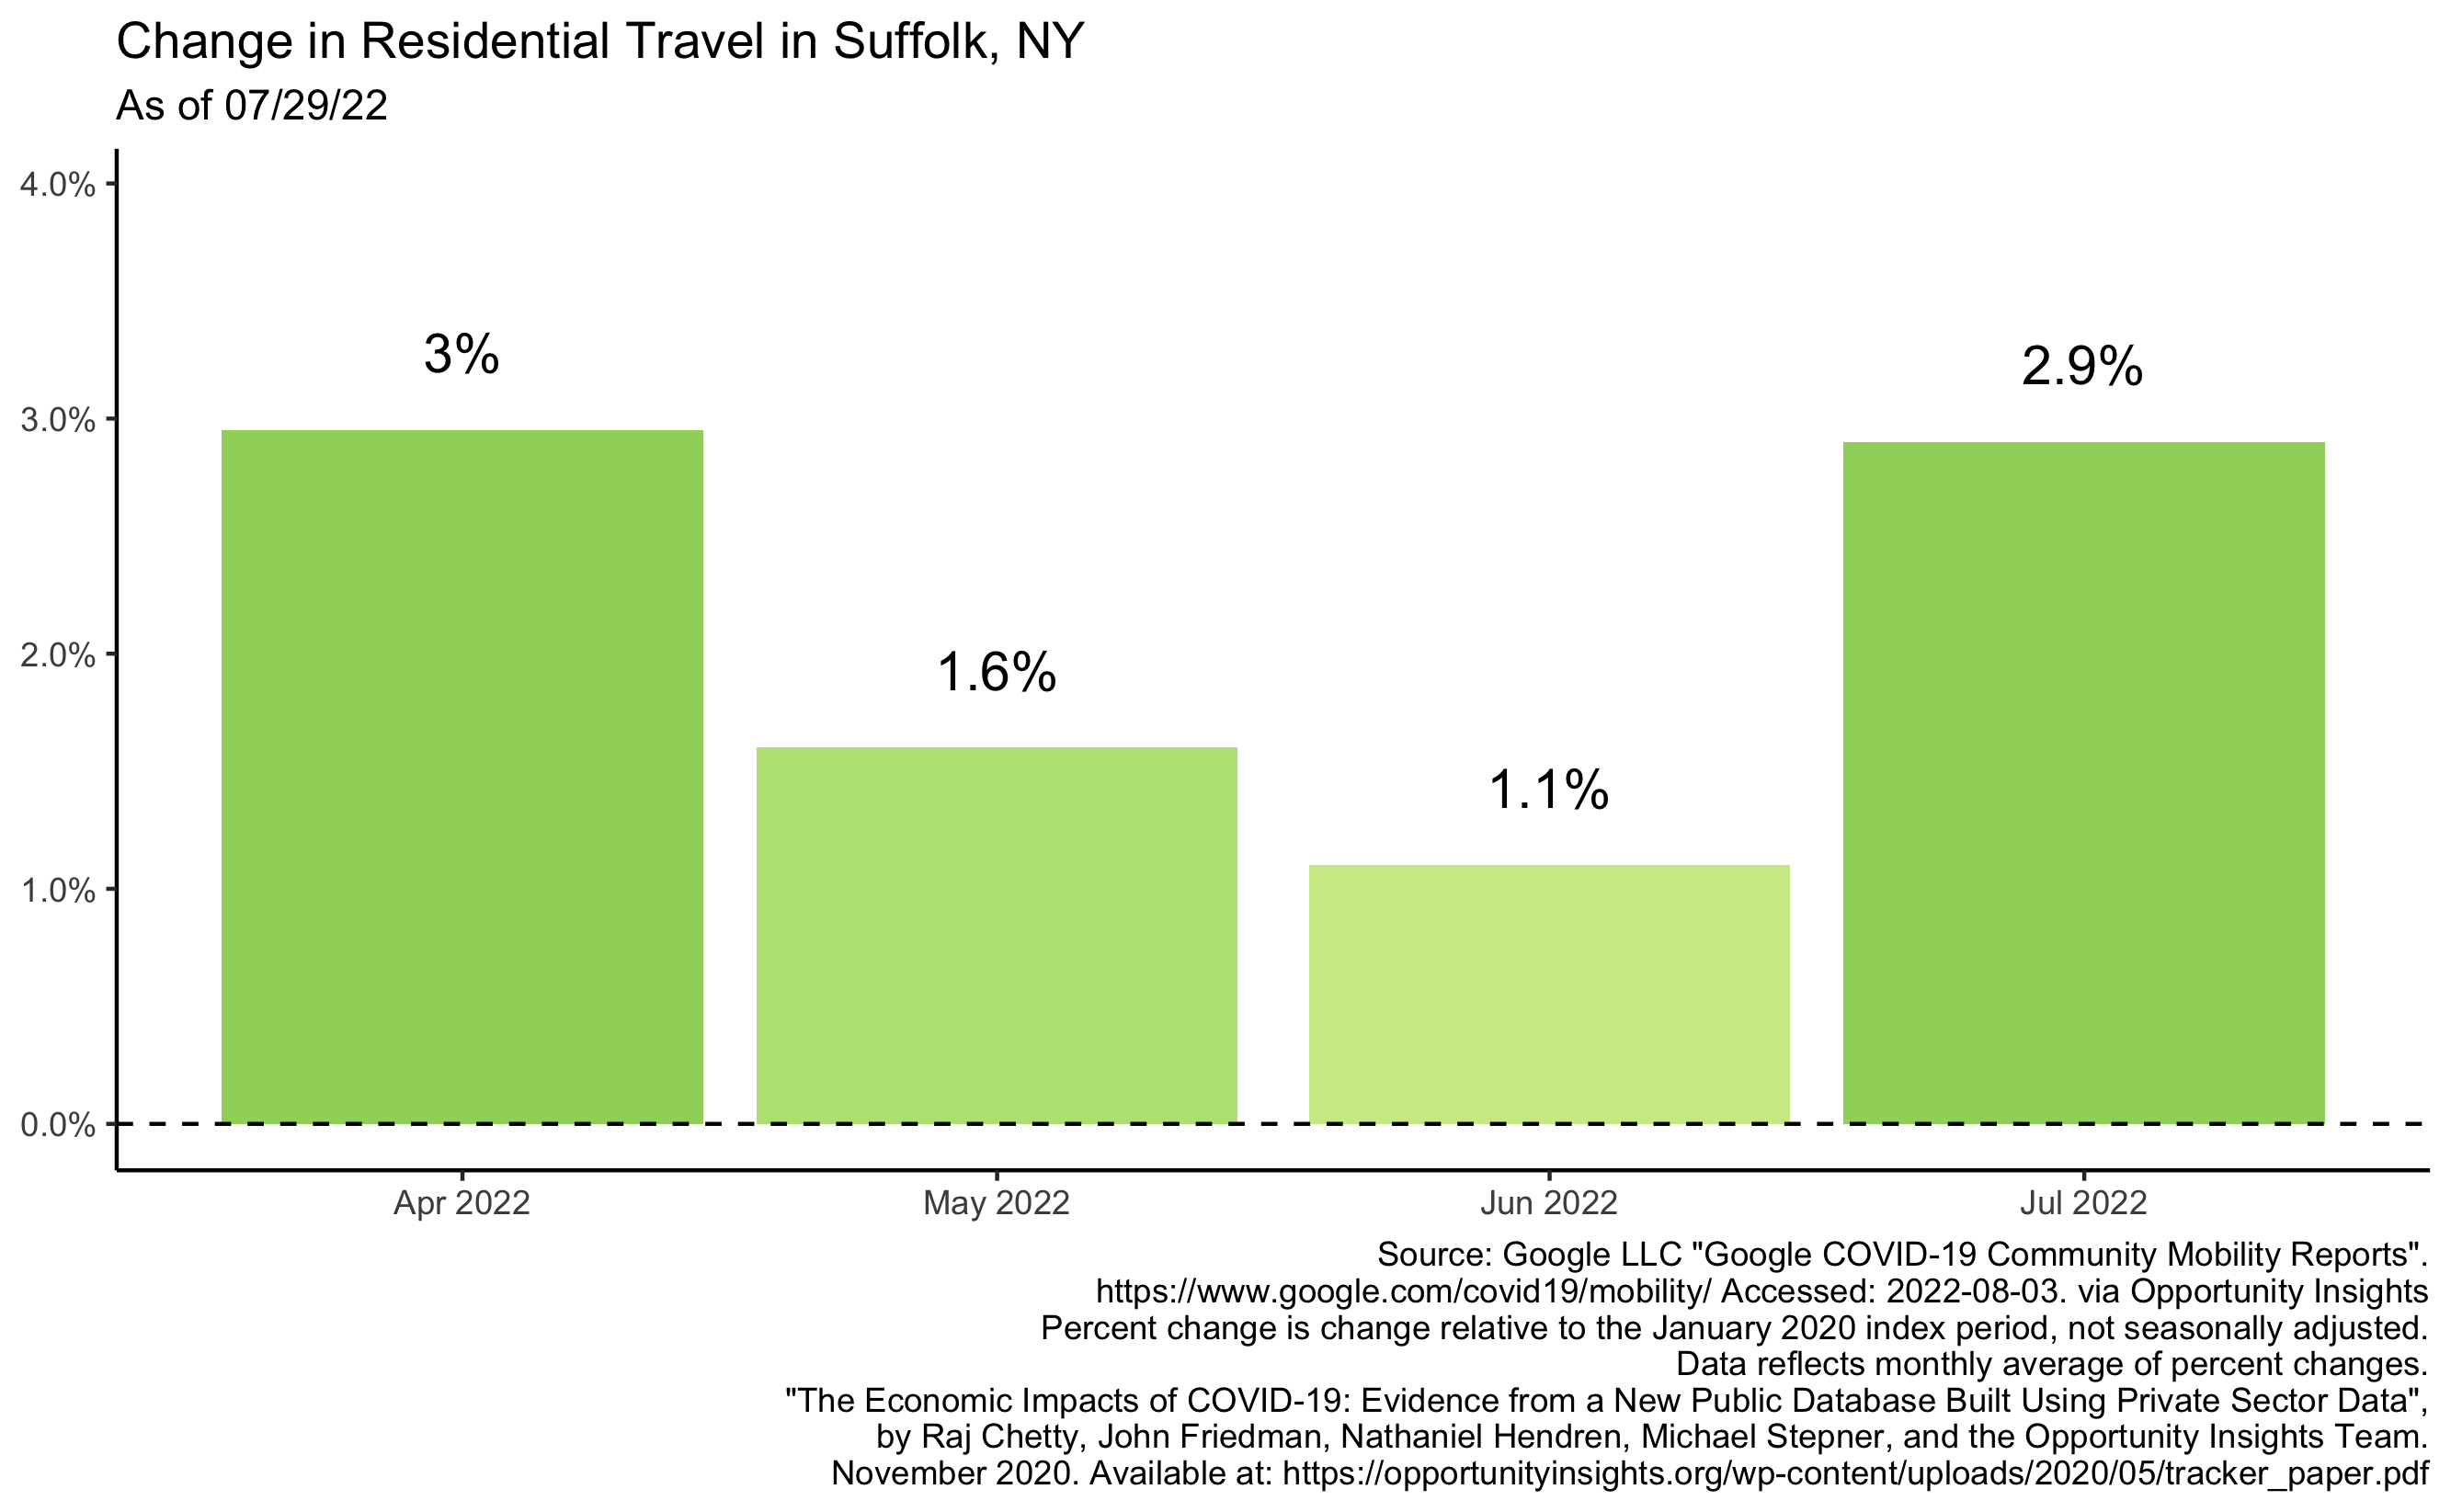 Change in Residential Travel in Suffolk, NY
As of 07/29/22
4.0%
3.0%
2.0%
1.0%
0.0%
3%
1.6%
1.1%
2.9%
Apr 2022
May 2022
Jun 2022
Jul 2022
Source: Google LLC "Google COVID-19 Community Mobility Reports".
https://www.google.com/covid19/mobility/ Accessed: 2022-08-03. via Opportunity Insights
Percent change is change relative to the January 2020 index period, not seasonally adjusted.
Data reflects monthly average of percent changes.
"The Economic Impacts of COVID-19: Evidence from a New Public Database Built Using Private Sector Data",
by Raj Chetty, John Friedman, Nathaniel Hendren, Michael Stepner, and the Opportunity Insights Team.
November 2020. Available at: https://opportunityinsights.org/wp-content/uploads/2020/05/tracker_paper.pdf